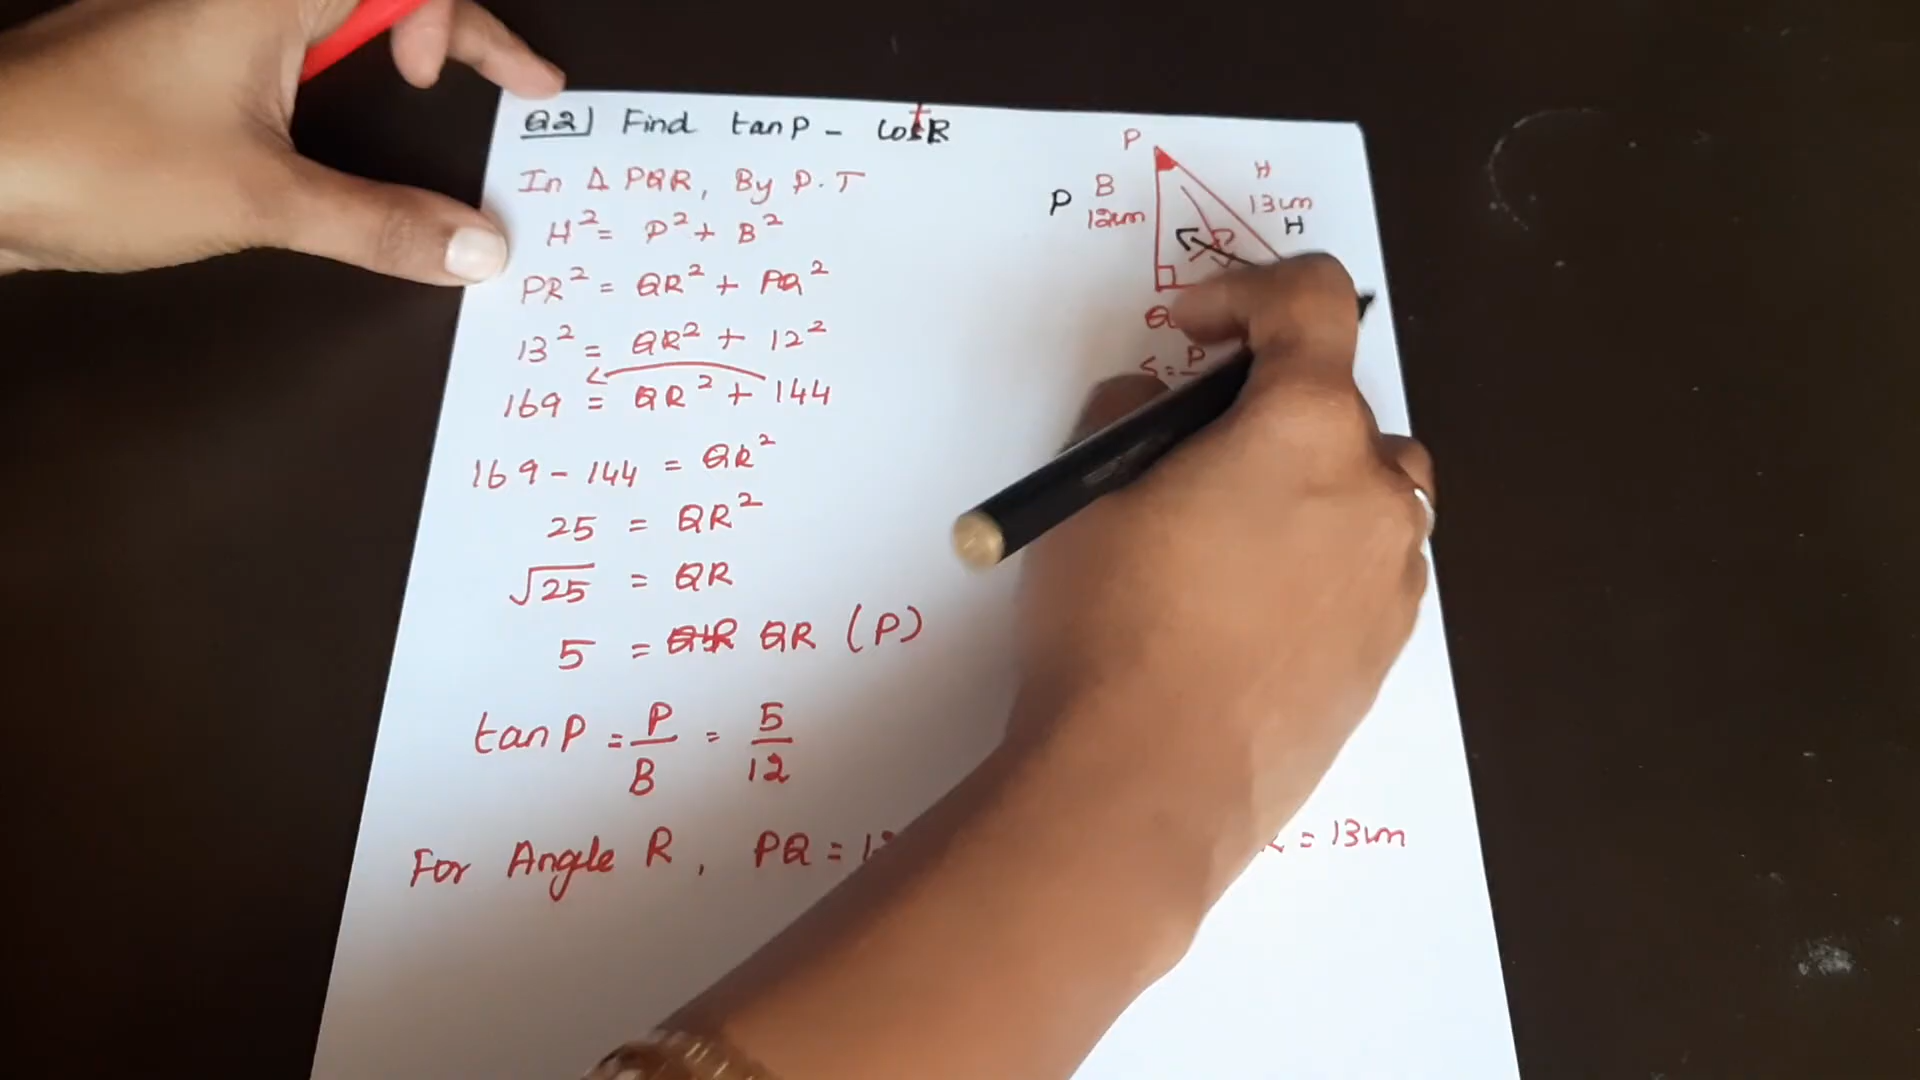 Q2) Find tan P - cot R
In Δ PQR, By P.T
H² = P² + B²
PR² = QR² + PQ²
13² = QR² + 12²
169 = QR² + 144
169 - 144 = QR²
25 = QR²
√25 = QR
5 = QR (P)
tan P = P/B = 5/12
For Angle R, PQ = = 13cm
P
B
12cm
P
H
13cm
H
Q
P